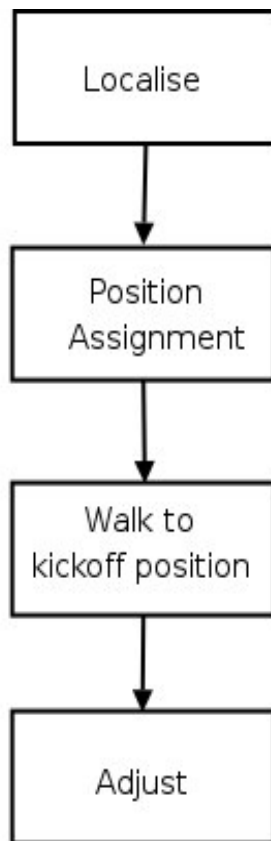 Localise
Position
Assignment
Walk to
kickoff position
Adjust